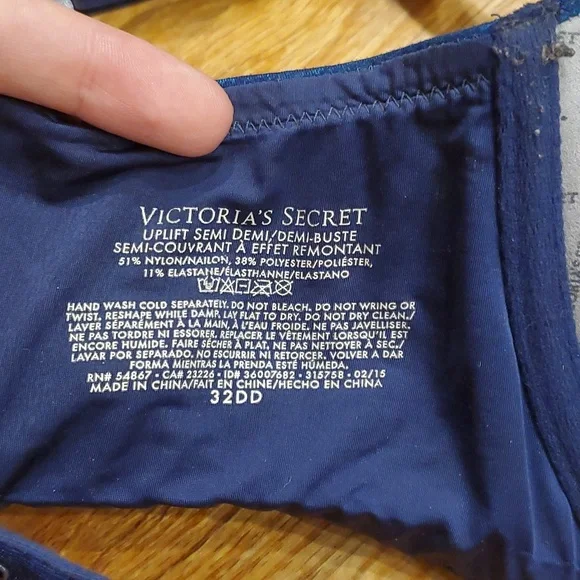 VICTORIA'S SECRET
UPLIFT SEMI DEMI/DEMI-BUSTE
SEMI-COUVRANT À EFFET REMONTANT
51% NYLON/NAILON, 38% POLYESTER/POLIÉSTER,
11% ELASTANE/ÉLASTHANNE/ELASTANO
HAND WASH COLD SEPARATELY. DO NOT BLEACH. DO NOT WRING OR
TWIST. RESHAPE WHILE DAMP. LAY FLAT TO DRY. DO NOT DRY CLEAN./
LAVER SÉPARÉMENT À LA MAIN, À L'EAU FROIDE. NE PAS JAVELLISER.
NE PAS TORDRE NI ESSORER. REPLACER LE VÊTEMENT LORSQU'IL EST
ENCORE HUMIDE. FAIRE SÉCHER À PLAT. NE PAS NETTOYER À SEC./
LAVAR POR SEPARADO. NO ESCURRIR NI RETORCER. VOLVER A DAR
FORMA MIENTRAS LA PRENDA ESTÉ HÚMEDA.
RN# 54867 • CA# 23226 • ID# 36007682 • 315758 • 02/15
MADE IN CHINA/FAIT EN CHINE/HECHO EN CHINA
32DD